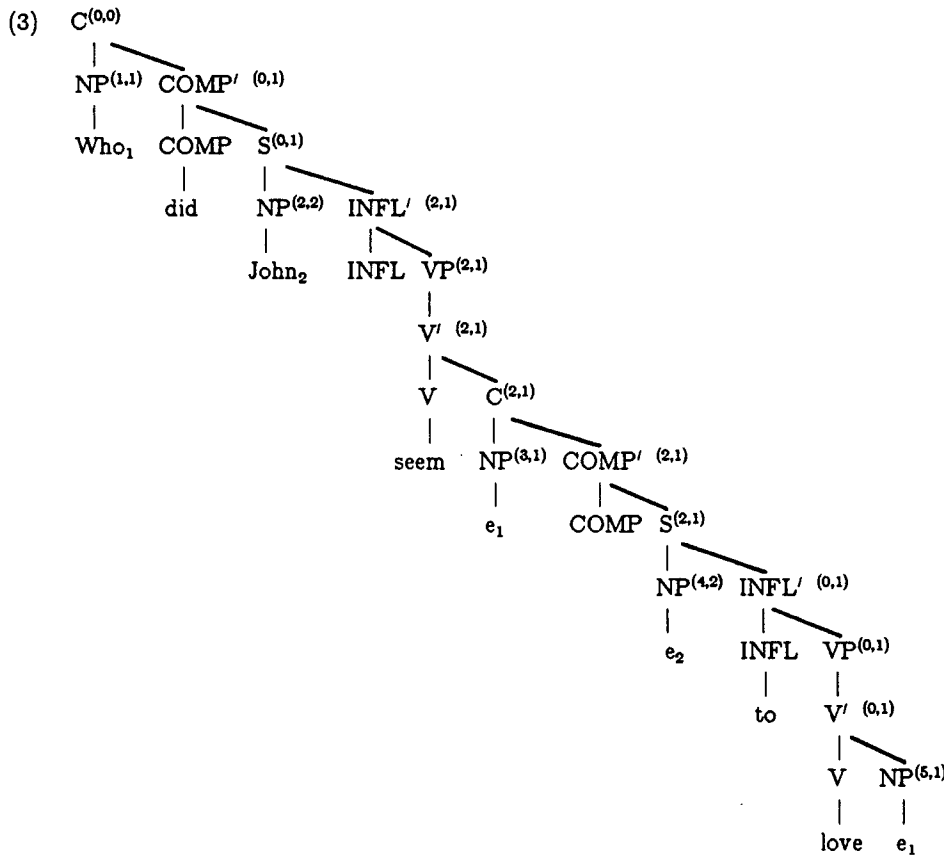 (3) C(0,0)
NP(1,1) COMP′ (0,1)
Who₁ COMP S(0,1)
did NP(2,2) INFL′ (2,1)
John₂ INFL VP(2,1)
V′ (2,1)
V C(2,1)
seem NP(3,1) COMP′ (2,1)
e₁ COMP S(2,1)
NP(4,2) INFL′ (0,1)
e₂ INFL VP(0,1)
to V′ (0,1)
V NP(5,1)
love e₁